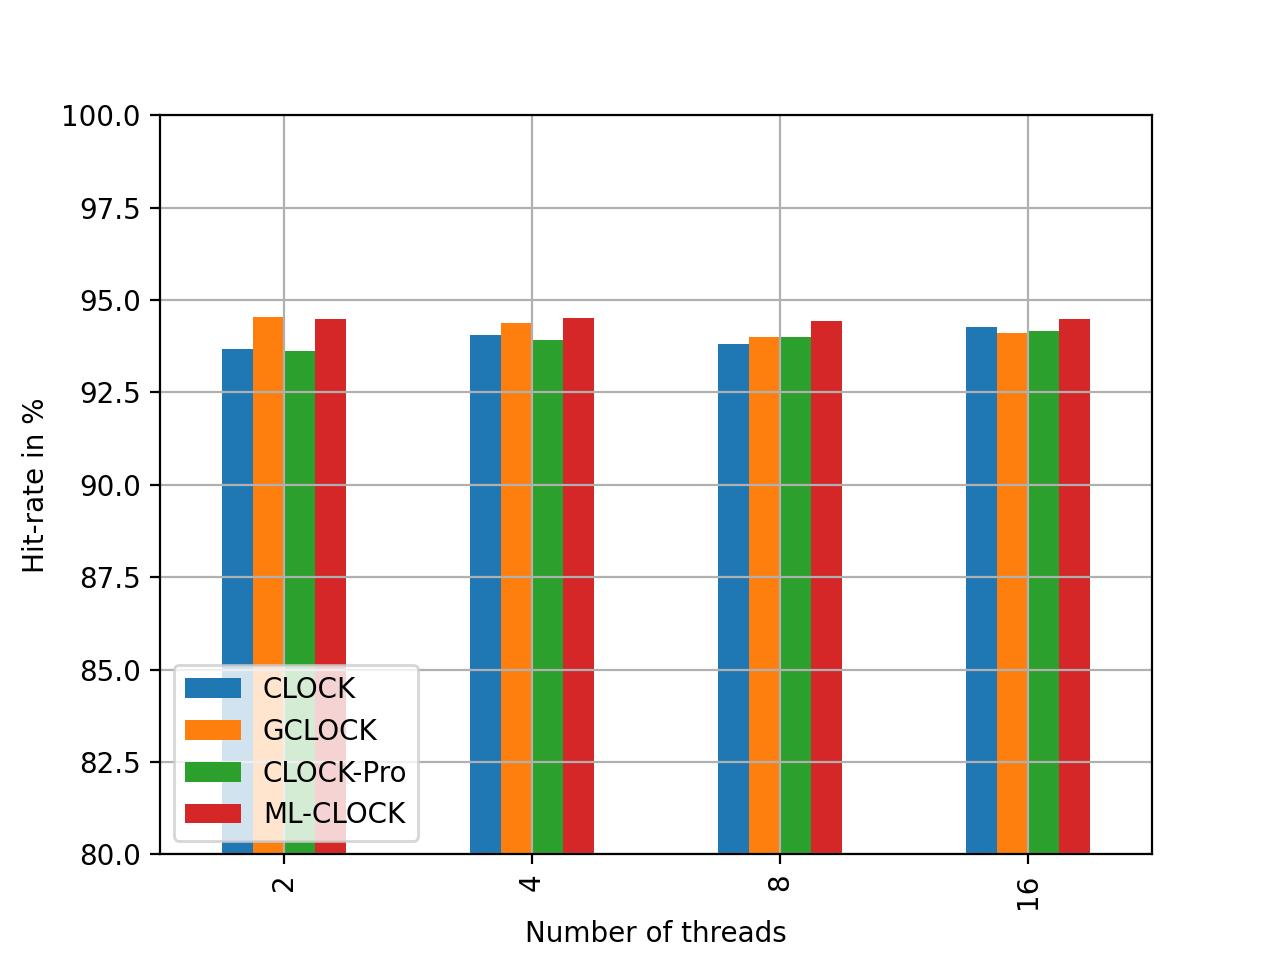 100.0
97.5
95.0
92.5
90.0
87.5
85.0
82.5
80.0
Hit-rate in %
CLOCK
GCLOCK
CLOCK-Pro
ML-CLOCK
2
4
8
16
Number of threads